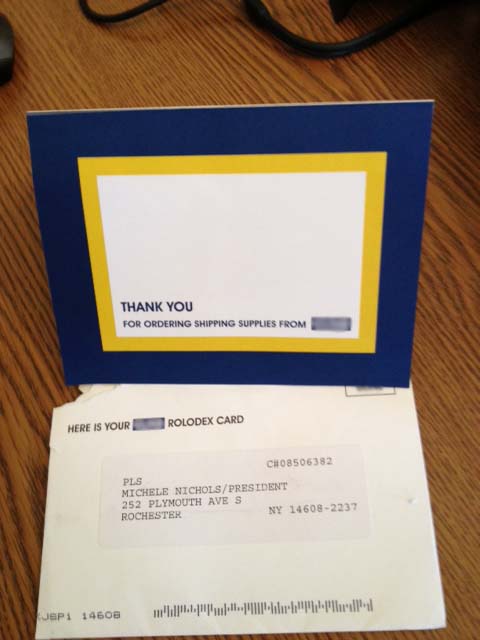 THANK YOU
FOR ORDERING SHIPPING SUPPLIES FROM
HERE IS YOUR ROLODEX CARD
C#08506382
PLS
MICHELE NICHOLS/PRESIDENT
252 PLYMOUTH AVE S
ROCHESTER NY 14608-2237
14608